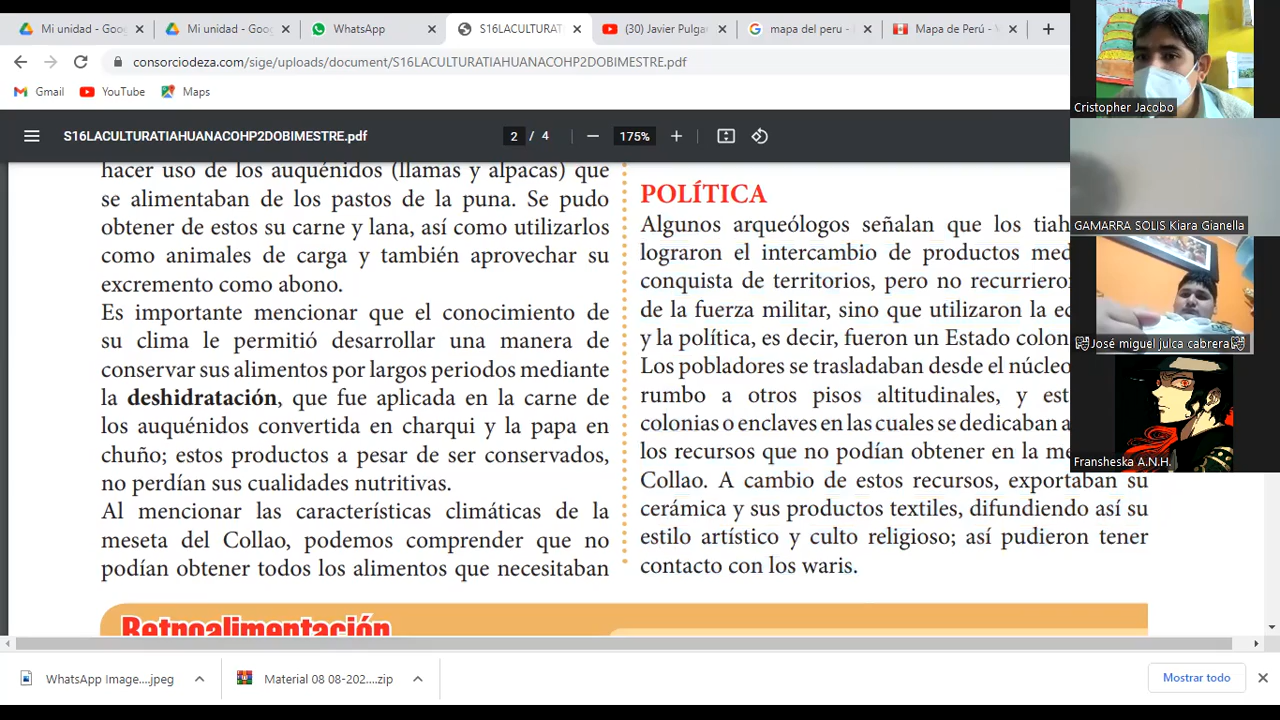 Mi unidad - Goo
Mi unidad - Goo
WhatsApp
S16LACULTURATI
(30) Javier Pulga
mapa del peru -
Mapa de Perú -
consorciodeza.com/sige/uploads/document/S16LACULTURATIAHUANACOHP2DOBIMESTRE.pdf
Gmail
YouTube
Maps
S16LACULTURATIAHUANACOHP2DOBIMESTRE.pdf
2 / 4
175%
hacer uso de los auquénidos (llamas y alpacas) que
se alimentaban de los pastos de la puna. Se pudo
obtener de estos su carne y lana, así como utilizarlos
como animales de carga y también aprovechar su
excremento como abono.
Es importante mencionar que el conocimiento de
su clima le permitió desarrollar una manera de
conservar sus alimentos por largos periodos mediante
la deshidratación, que fue aplicada en la carne de
los auquénidos convertida en charqui y la papa en
chuño; estos productos a pesar de ser conservados,
no perdían sus cualidades nutritivas.
Al mencionar las características climáticas de la
meseta del Collao, podemos comprender que no
podían obtener todos los alimentos que necesitaban
POLÍTICA
Algunos arqueólogos señalan que los tiah
lograron el intercambio de productos med
conquista de territorios, pero no recurriero
de la fuerza militar, sino que utilizaron la ec
y la política, es decir, fueron un Estado colon
Los pobladores se trasladaban desde el núcleo
rumbo a otros pisos altitudinales, y est
colonias o enclaves en las cuales se dedicaban a
los recursos que no podían obtener en la me
Collao. A cambio de estos recursos, exportaban su
cerámica y sus productos textiles, difundiendo así su
estilo artístico y culto religioso; así pudieron tener
contacto con los waris.
Retroalimentación
Cristopher Jacobo
GAMARRA SOLIS Kiara Gianella
José miguel julca cabrera
Fransheska A.N.H.
WhatsApp Image....jpeg
Material 08 08-202....zip
Mostrar todo